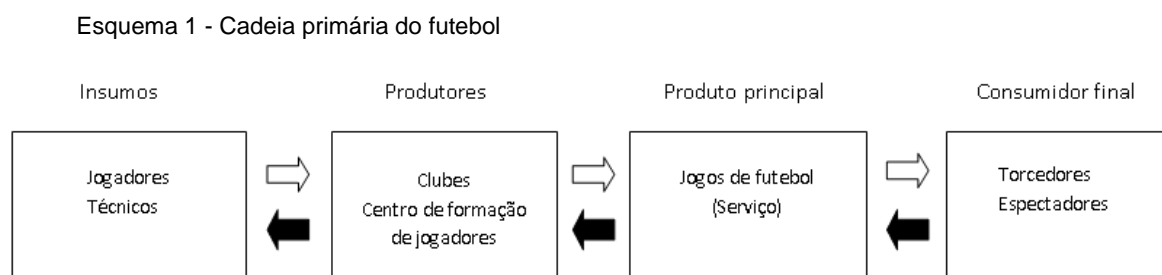 Esquema 1 - Cadeia primária do futebol
Insumos
Produtores
Produto principal
Consumidor final
Jogadores
Técnicos
Clubes
Centro de formação
de jogadores
Jogos de futebol
(Serviço)
Torcedores
Espectadores